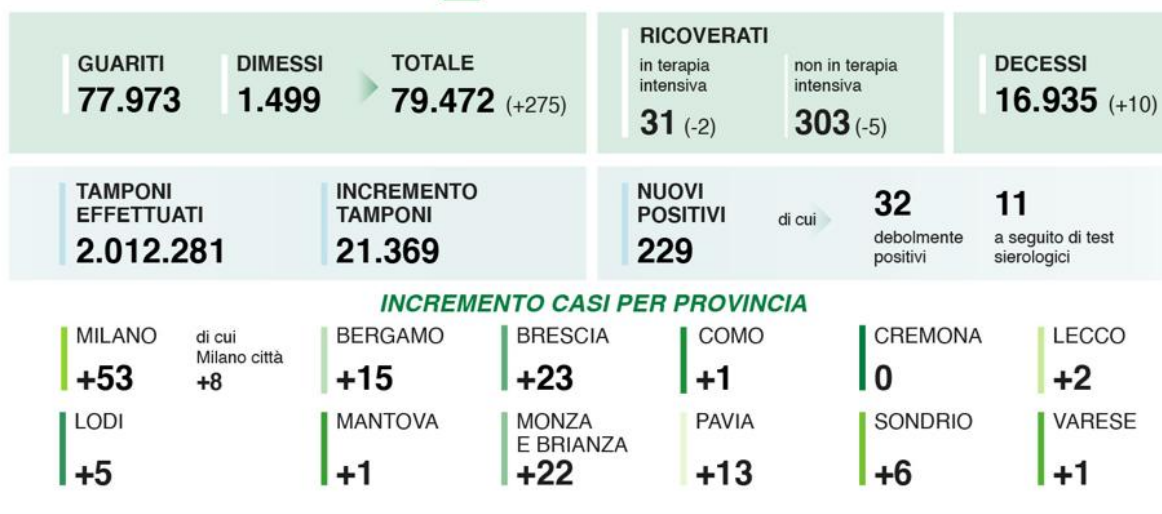 GUARITI
77.973
DIMESSI
1.499
TOTALE
79.472 (+275)
RICOVERATI
in terapia
intensiva
31 (-2)
non in terapia
intensiva
303 (-5)
DECESSI
16.935 (+10)
TAMPONI
EFFETTUATI
2.012.281
INCREMENTO
TAMPONI
21.369
NUOVI
POSITIVI
229
di cui
32
debolmente
positivi
11
a seguito di test
sierologici
INCREMENTO CASI PER PROVINCIA
MILANO
+53
di cui
Milano città
+8
BERGAMO
+15
BRESCIA
+23
COMO
+1
CREMONA
0
LECCO
+2
LODI
+5
MANTOVA
+1
MONZA
E BRIANZA
+22
PAVIA
+13
SONDRIO
+6
VARESE
+1